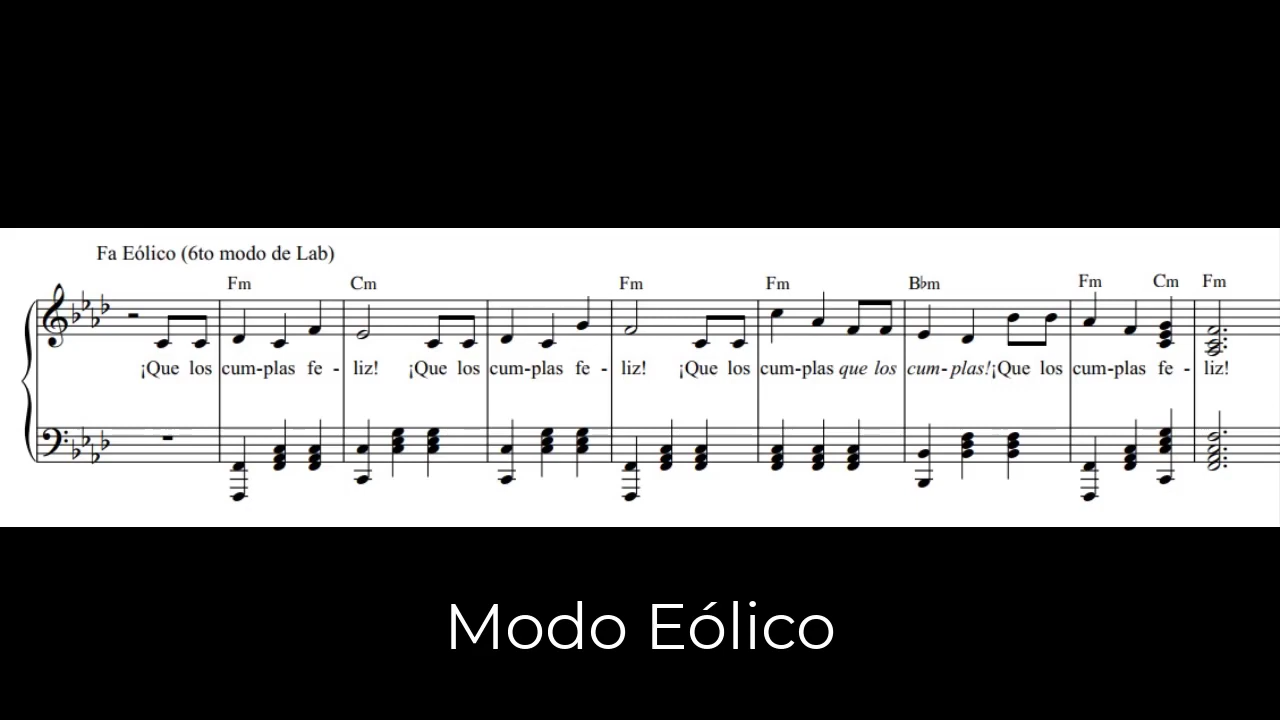 Fa Eólico (6to modo de Lab)
Fm Cm Fm Fm B♭m Fm Cm Fm
¡Que los cum-plas fe - liz! ¡Que los cum-plas fe - liz! ¡Que los cum-plas que los cum-plas!¡Que los cum-plas fe - liz!
Modo Eólico